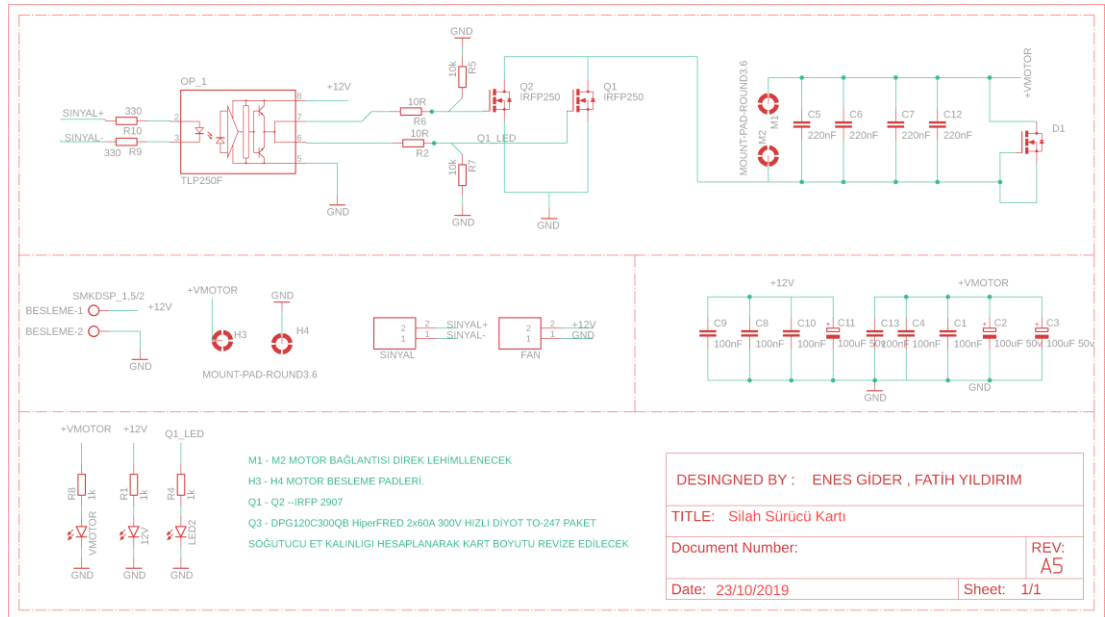 GND
OP_1
+12V
10k
R5
Q2
IRFP250
Q1
IRFP250
+VMOTOR
SINYAL+
330
R10
2
8
7
10R
R6
SINYAL-
330
R9
3
6
5
10R
R2
Q1_LED
TLP250F
10k
R7
GND
GND
GND
MOUNT-PAD-ROUND3.6
M1
M2
C5
220nF
C6
220nF
C7
220nF
C12
220nF
D1
SMKDSP_1,5/2
BESLEME-1
+12V
BESLEME-2
GND
+VMOTOR
H3
GND
H4
MOUNT-PAD-ROUND3.6
2
1
2
1
SINYAL+
SINYAL-
SINYAL
2
1
2
1
+12V
GND
FAN
+12V
+VMOTOR
C9
100nF
C8
100nF
C10
100nF
C11
100uF 50v
C13
100nF
C4
100nF
C1
100nF
C2
100uF 50v
C3
100uF 50v
GND
GND
+VMOTOR
+12V
Q1_LED
R8
1k
R1
1k
R4
1k
VMOTOR
12V
LED2
GND
GND
GND
M1 - M2 MOTOR BAĞLANTISI DİREK LEHİMLLENECEK
H3 - H4 MOTOR BESLEME PADLERİ.
Q1 - Q2 --IRFP 2907
Q3 - DPG120C300QB HiperFRED 2x60A 300V HIZLI DİYOT TO-247 PAKET
SOĞUTUCU ET KALINLIGI HESAPLANARAK KART BOYUTU REVİZE EDİLECEK
DESINGNED BY : ENES GİDER , FATİH YILDIRIM
TITLE: Silah Sürücü Kartı
Document Number:
REV:
A5
Date: 23/10/2019
Sheet: 1/1